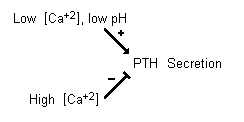 Low [Ca+2], low pH
+
PTH Secretion
−
High [Ca+2]